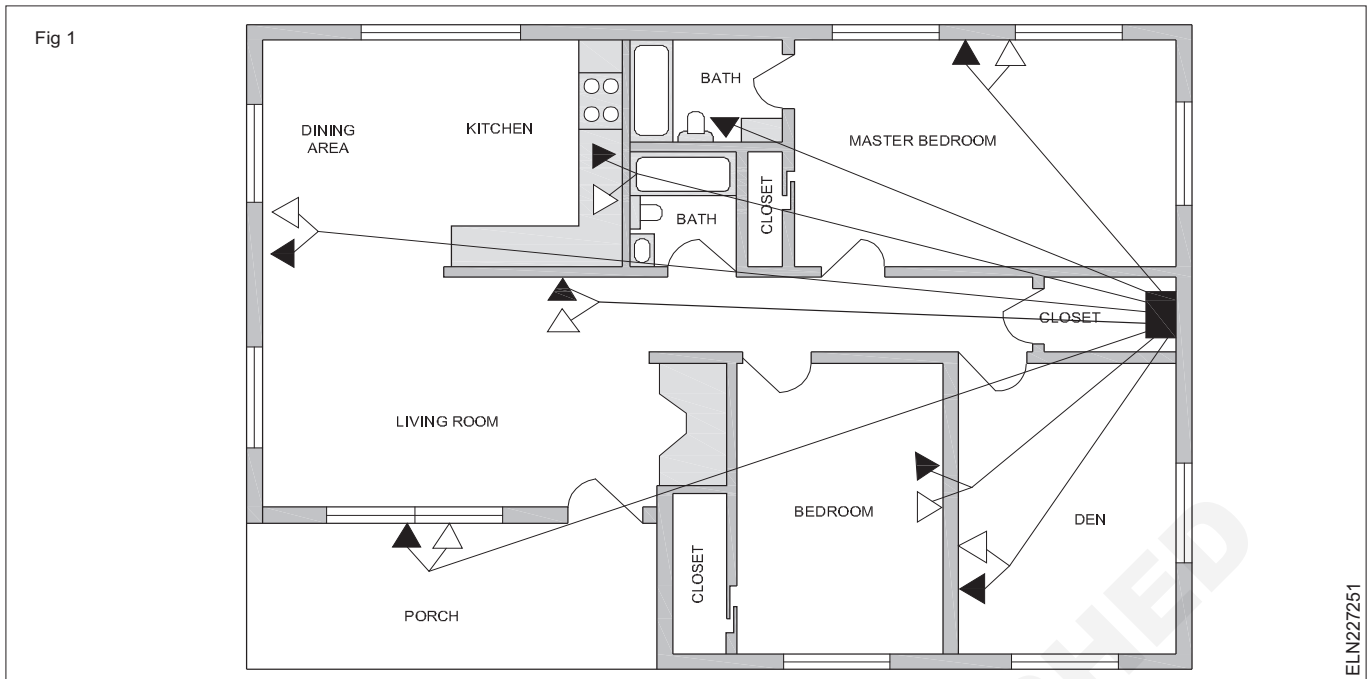 Fig 1
BATH
DINING
AREA
KITCHEN
MASTER BEDROOM
CLOSET
BATH
CLOSET
LIVING ROOM
BEDROOM
DEN
CLOSET
PORCH
ELN227251